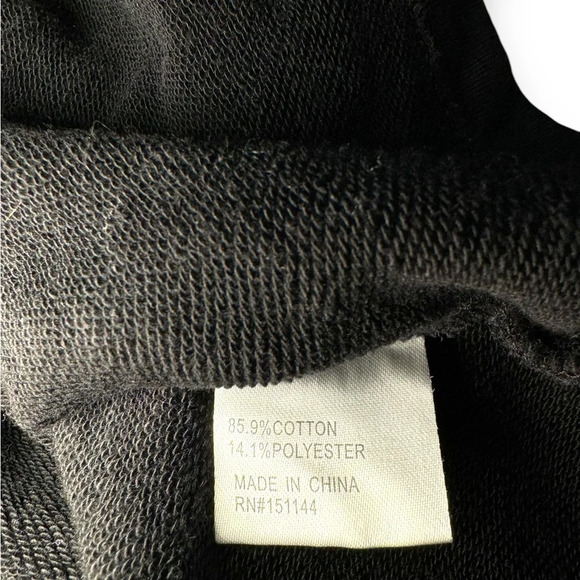 85.9%COTTON
14.1%POLYESTER
MADE IN CHINA
RN#151144